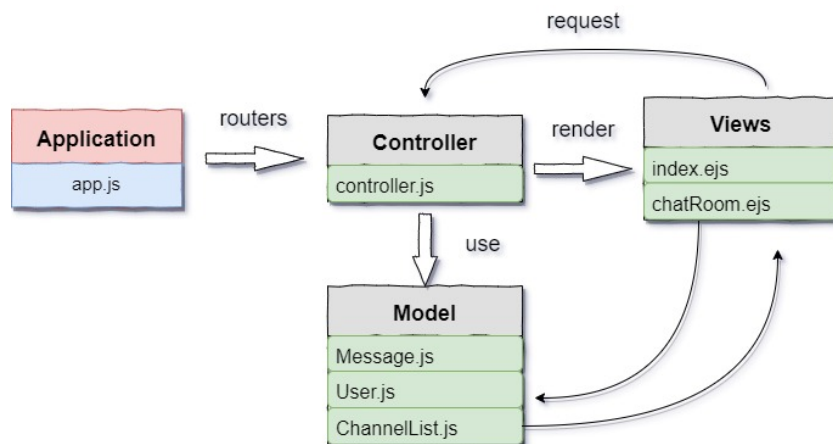 request
Application
app.js
routers
Controller
controller.js
render
Views
index.ejs
chatRoom.ejs
use
Model
Message.js
User.js
ChannelList.js